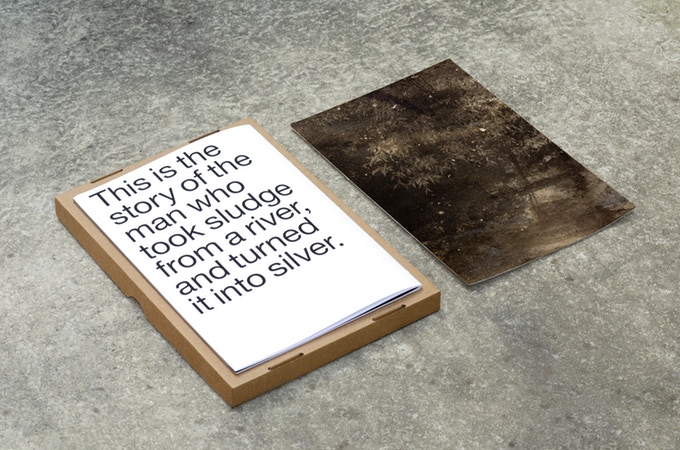 This is the
story of the
man who
took sludge
from a river,
and turned
it into silver.